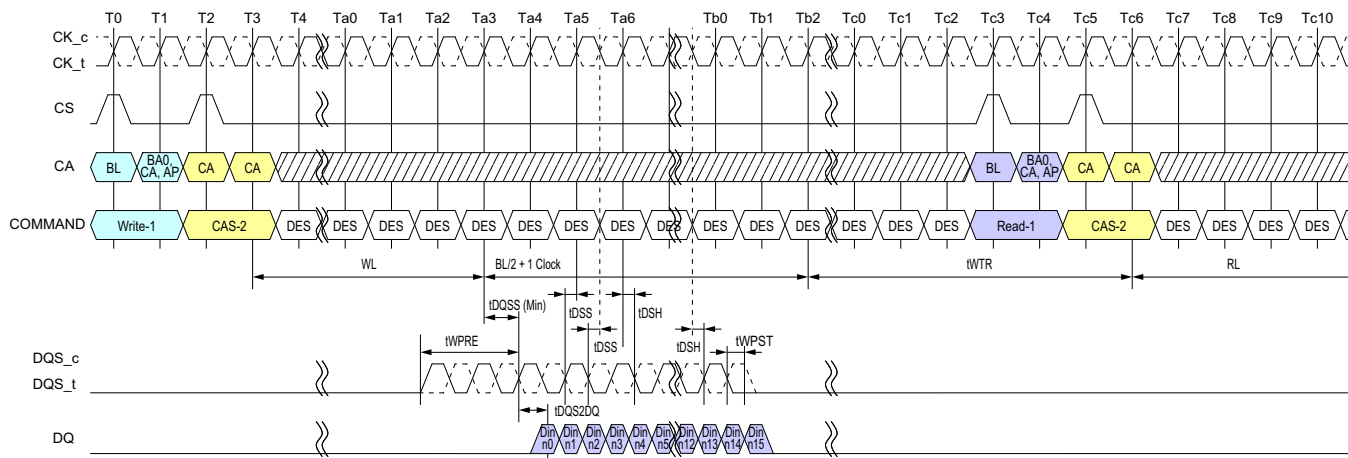 T0 T1 T2 T3 T4 Ta0 Ta1 Ta2 Ta3 Ta4 Ta5 Ta6 Tb0 Tb1 Tb2 Tc0 Tc1 Tc2 Tc3 Tc4 Tc5 Tc6 Tc7 Tc8 Tc9 Tc10
CK_c
CK_t
CS
CA BL BA0, CA, AP CA CA BL BA0, CA, AP CA CA
COMMAND Write-1 CAS-2 DES DES DES DES DES DES DES DES DES DES DES DES DES DES DES Read-1 CAS-2 DES DES DES DES
WL BL/2 + 1 Clock tWTR RL
tDQSS (Min) tDSS tDSH
tWPRE tDSS tDSH tWPST
DQS_c
DQS_t
tDQS2DQ
DQ Din n0 Din n1 Din n2 Din n3 Din n4 Din n5 Din n12 Din n13 Din n14 Din n15